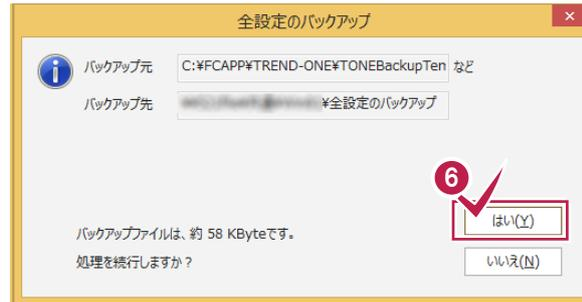 全設定のバックアップ
バックアップ元 C:¥FCAPP¥TREND-ONE¥TONEBackupTen など
バックアップ先 ¥全設定のバックアップ
6
はい(Y)
バックアップファイルは、約 58 KByteです。
処理を続行しますか?
いいえ(N)